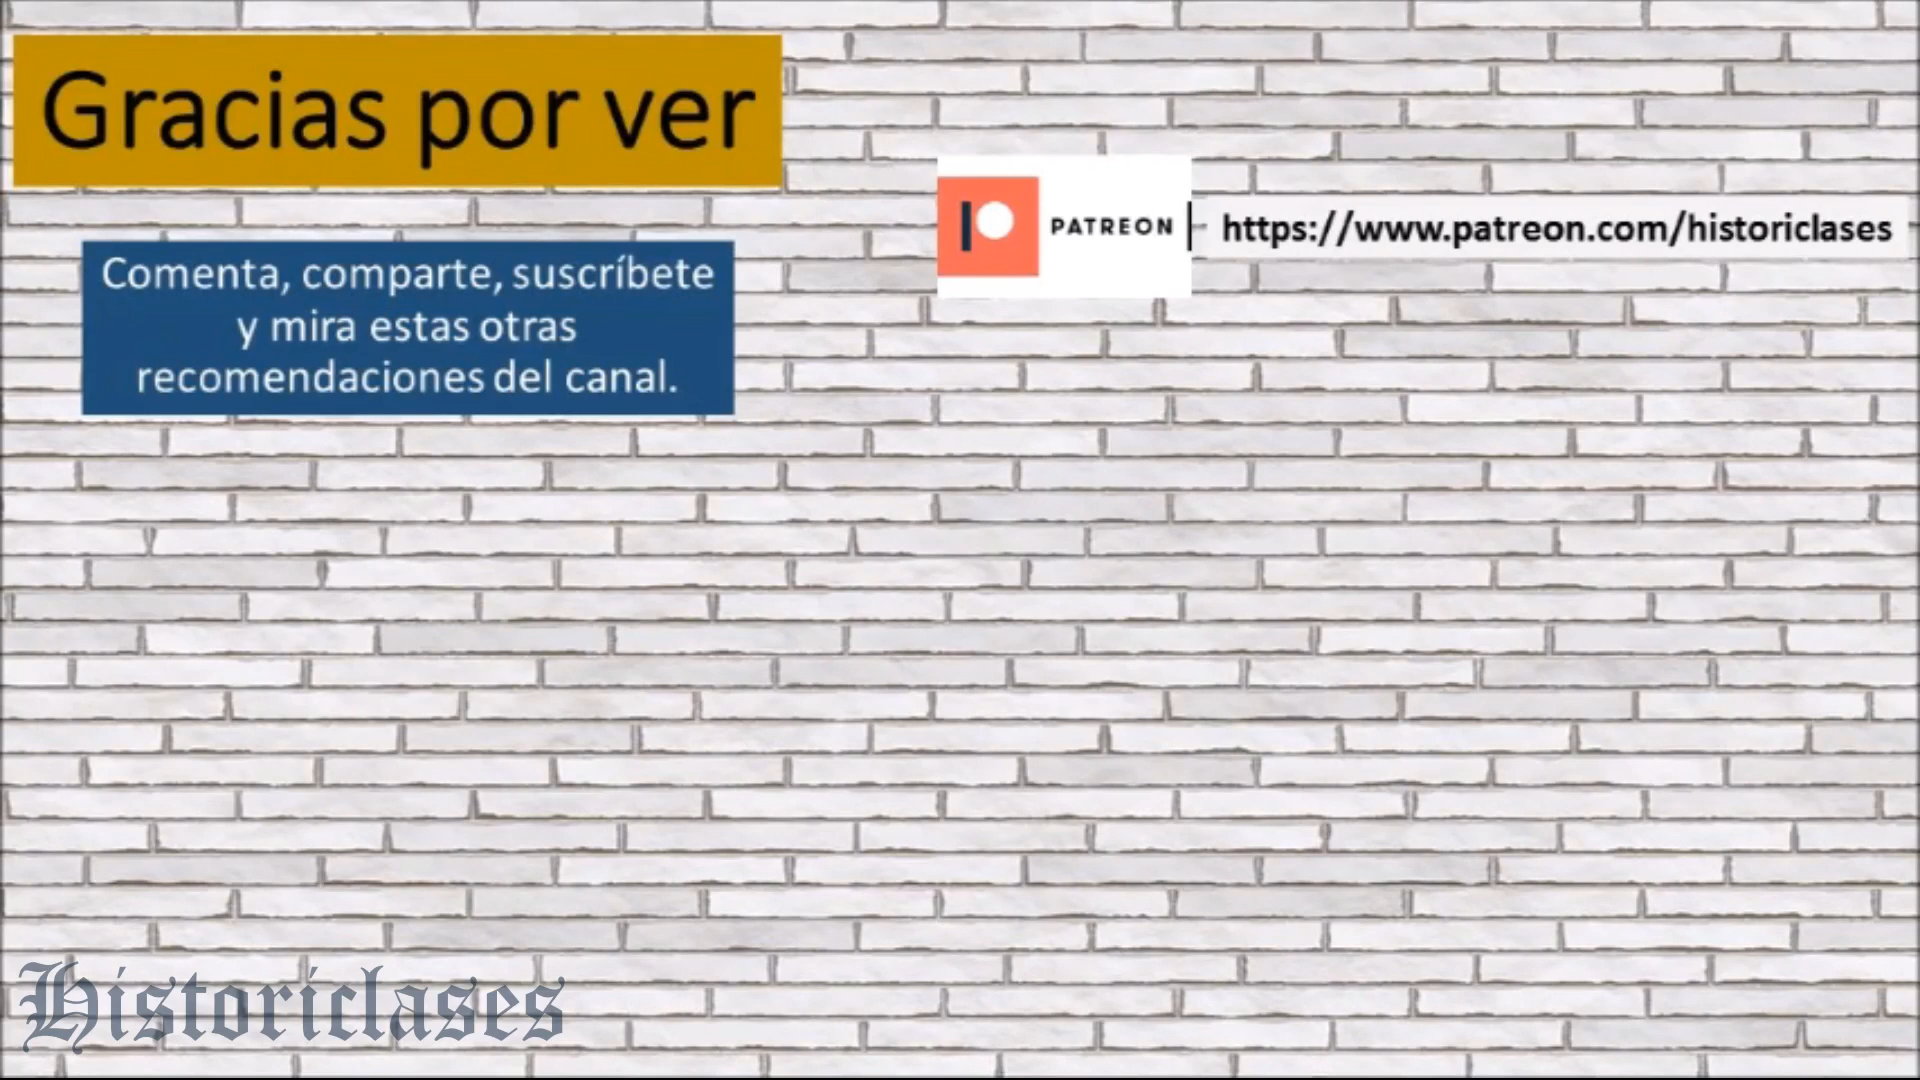 Gracias por ver
Comenta, comparte, suscríbete
y mira estas otras
recomendaciones del canal.
PATREON
https://www.patreon.com/historiclases
Historiclases